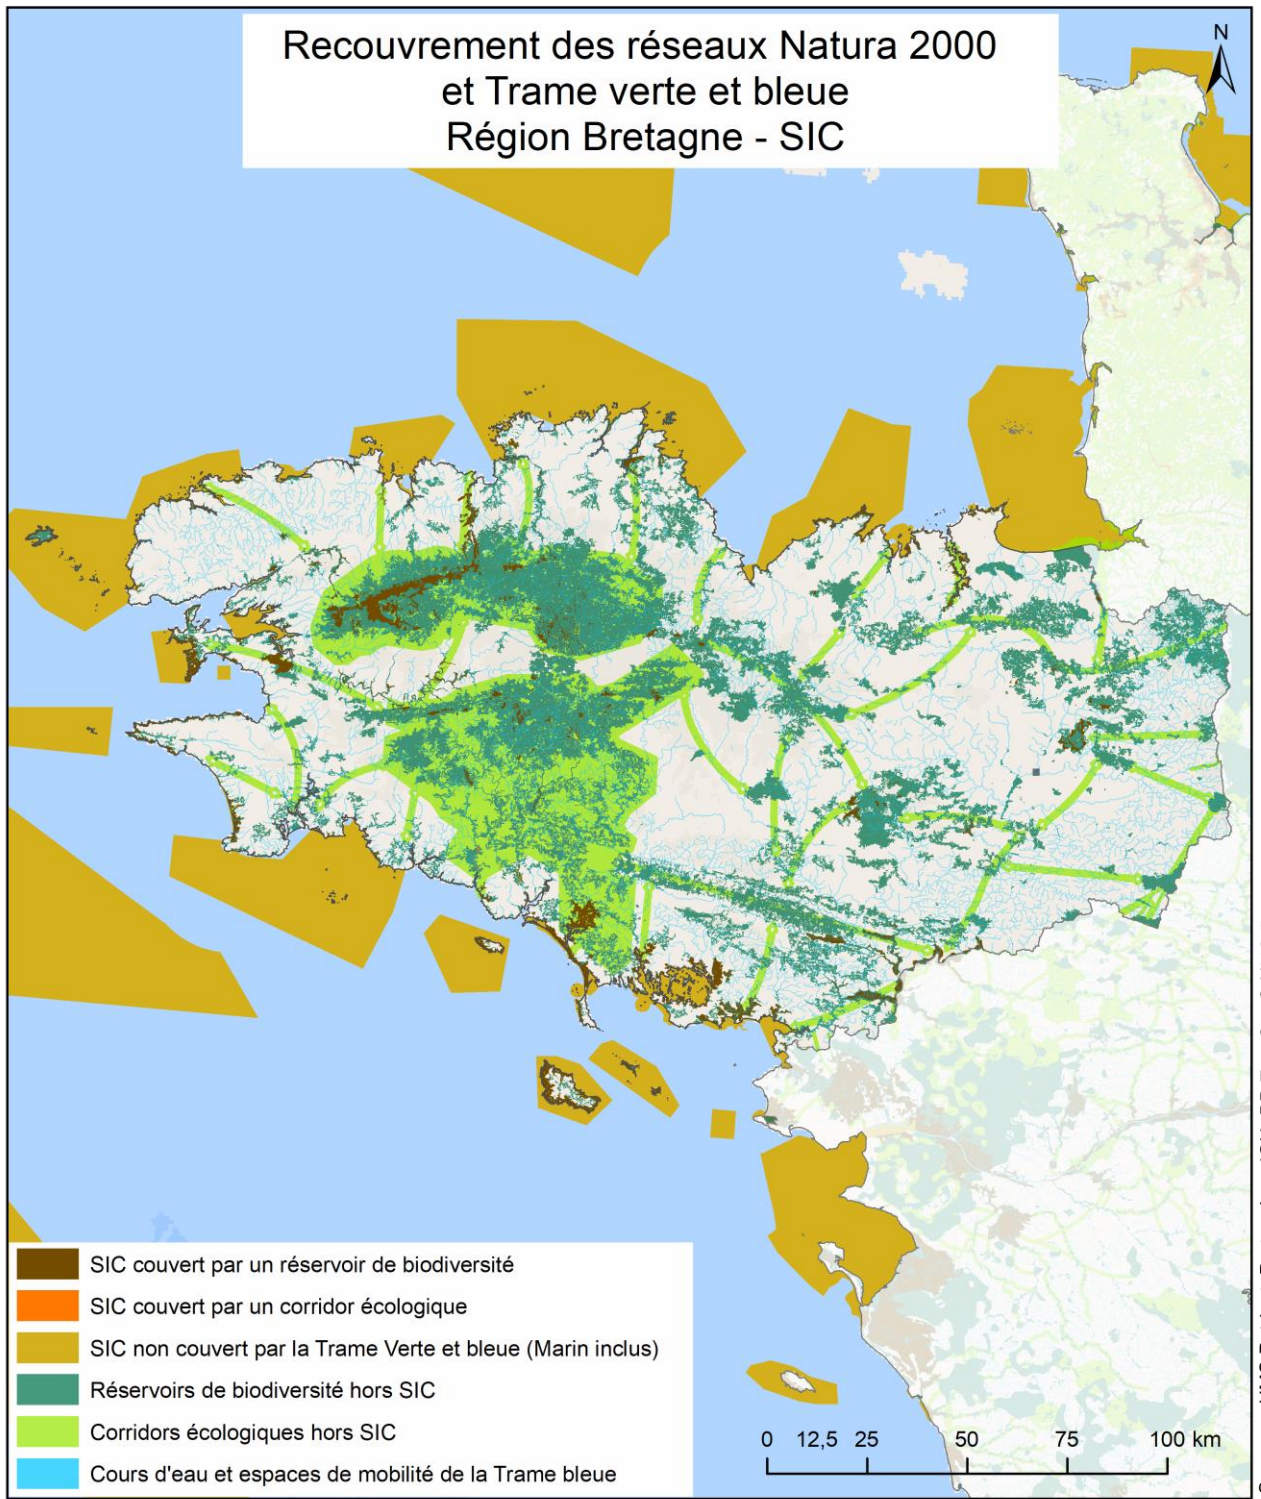 Recouvrement des réseaux Natura 2000
et Trame verte et bleue
Région Bretagne - SIC
N
SIC couvert par un réservoir de biodiversité
SIC couvert par un corridor écologique
SIC non couvert par la Trame Verte et bleue (Marin inclus)
Réservoirs de biodiversité hors SIC
Corridors écologiques hors SIC
Cours d'eau et espaces de mobilité de la Trame bleue
0 12,5 25 50 75 100 km